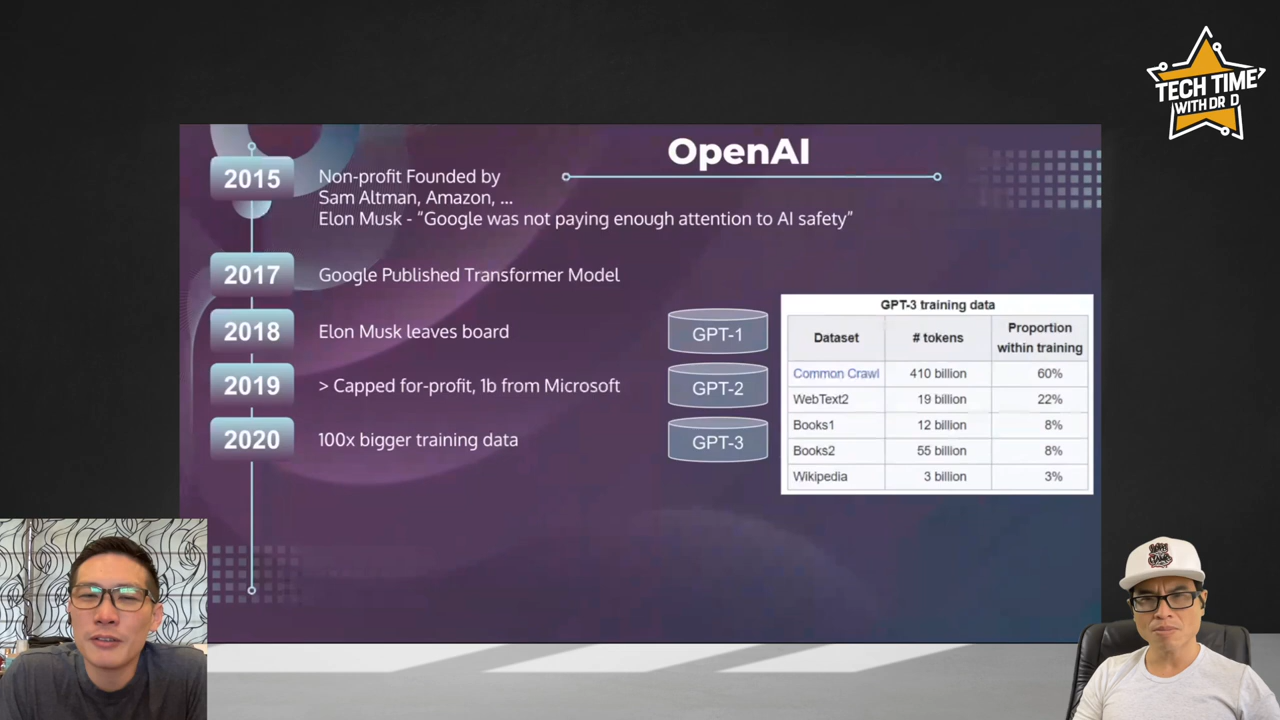 TECH TIME
WITH DR D
OpenAI
2015
Non-profit Founded by
Sam Altman, Amazon, ...
Elon Musk - "Google was not paying enough attention to AI safety"
2017
Google Published Transformer Model
2018
Elon Musk leaves board
GPT-1
2019
> Capped for-profit, 1b from Microsoft
GPT-2
2020
100x bigger training data
GPT-3
GPT-3 training data
Dataset # tokens Proportion within training
Common Crawl 410 billion 60%
WebText2 19 billion 22%
Books1 12 billion 8%
Books2 55 billion 8%
Wikipedia 3 billion 3%